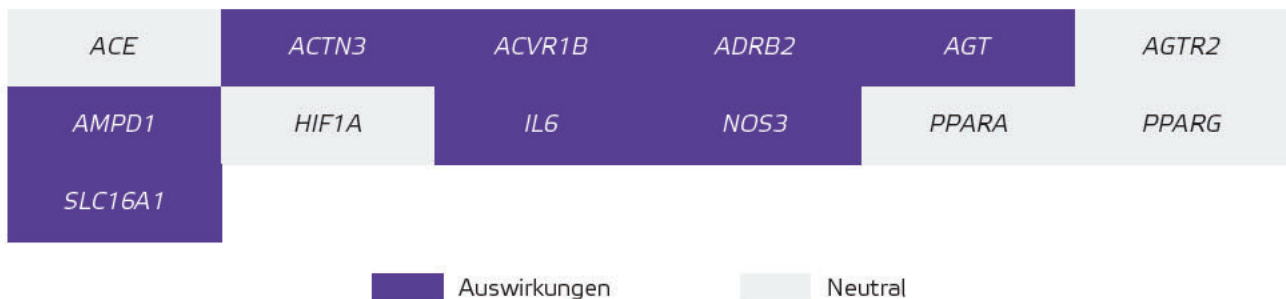 ACE ACTN3 ACVR1B ADRB2 AGT AGTR2
AMPD1 HIF1A IL6 NOS3 PPARA PPARG
SLC16A1
Auswirkungen Neutral